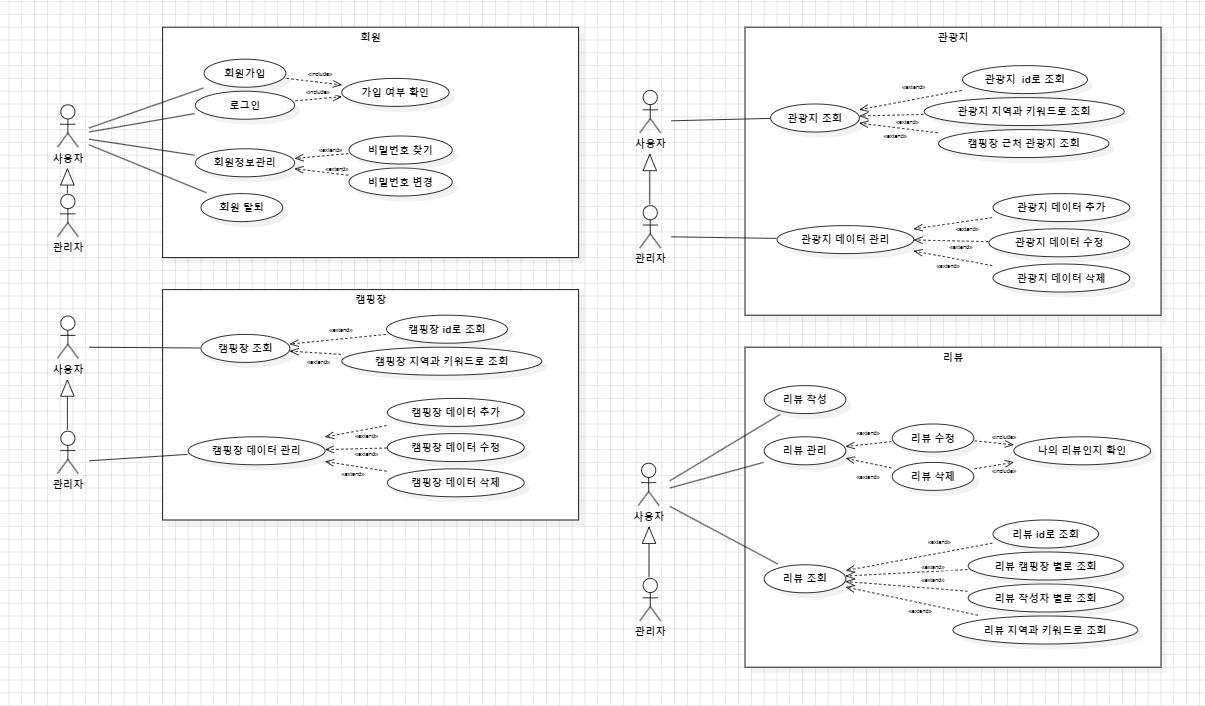 회원
회원가입
<include>
가입 여부 확인
로그인
<include>
사용자
회원정보관리
<extend>
비밀번호 찾기
<extend>
비밀번호 변경
회원 탈퇴
관리자
캠핑장
캠핑장 조회
<extend>
캠핑장 id로 조회
<extend>
캠핑장 지역과 키워드로 조회
사용자
캠핑장 데이터 관리
<extend>
캠핑장 데이터 추가
<extend>
캠핑장 데이터 수정
<extend>
캠핑장 데이터 삭제
관리자
관광지
관광지 조회
<extend>
관광지 id로 조회
<extend>
관광지 지역과 키워드로 조회
<extend>
캠핑장 근처 관광지 조회
사용자
관광지 데이터 관리
<extend>
관광지 데이터 추가
<extend>
관광지 데이터 수정
<extend>
관광지 데이터 삭제
관리자
리뷰
리뷰 작성
리뷰 관리
<extend>
리뷰 수정
<include>
나의 리뷰인지 확인
<extend>
리뷰 삭제
<include>
사용자
리뷰 조회
<extend>
리뷰 id로 조회
<extend>
리뷰 캠핑장 별로 조회
<extend>
리뷰 작성자 별로 조회
<extend>
리뷰 지역과 키워드로 조회
관리자